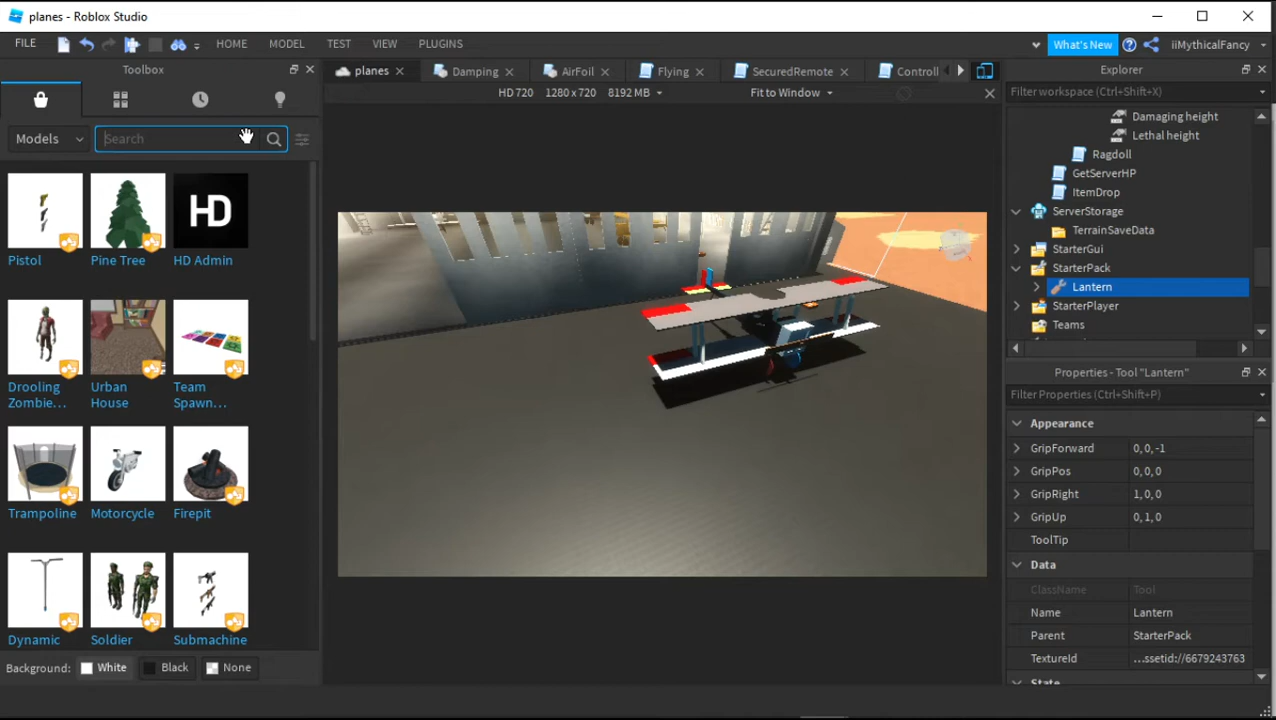 planes - Roblox Studio
FILE HOME MODEL TEST VIEW PLUGINS What's New iiMythicalFancy
Toolbox
planes Damping AirFoil Flying SecuredRemote Controll
HD 720 1280 x 720 8192 MB Fit to Window
Models Search
Pistol Pine Tree HD Admin
Drooling Zombie... Urban House Team Spawn...
Trampoline Motorcycle Firepit
Dynamic Soldier Submachine
Background: White Black None
HD
Explorer
Filter workspace (Ctrl+Shift+X)
Damaging height
Lethal height
Ragdoll
GetServerHP
ItemDrop
ServerStorage
TerrainSaveData
StarterGui
StarterPack
Lantern
StarterPlayer
Teams
Properties - Tool "Lantern"
Filter Properties (Ctrl+Shift+P)
Appearance
GripForward 0, 0, -1
GripPos 0, 0, 0
GripRight 1, 0, 0
GripUp 0, 1, 0
ToolTip
Data
ClassName Tool
Name Lantern
Parent StarterPack
TextureId ...ssetid://6679243763
State